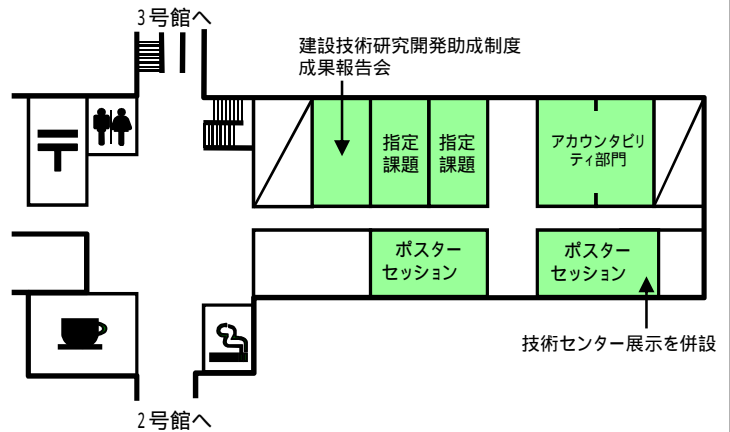 3号館へ
建設技術研究開発助成制度
成果報告会
指定
課題
指定
課題
アカウンタビリ
ティ部門
ポスター
セッション
ポスター
セッション
技術センター展示を併設
2号館へ